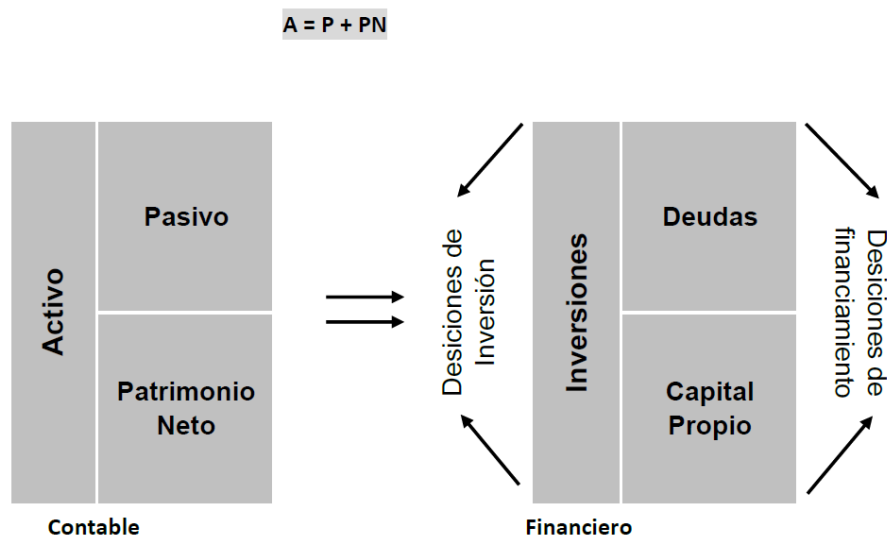 A = P + PN
Activo
Pasivo
Patrimonio
Neto
Contable
Desiciones de
Inversión
Inversiones
Deudas
Capital
Propio
Desiciones de
financiamiento
Financiero